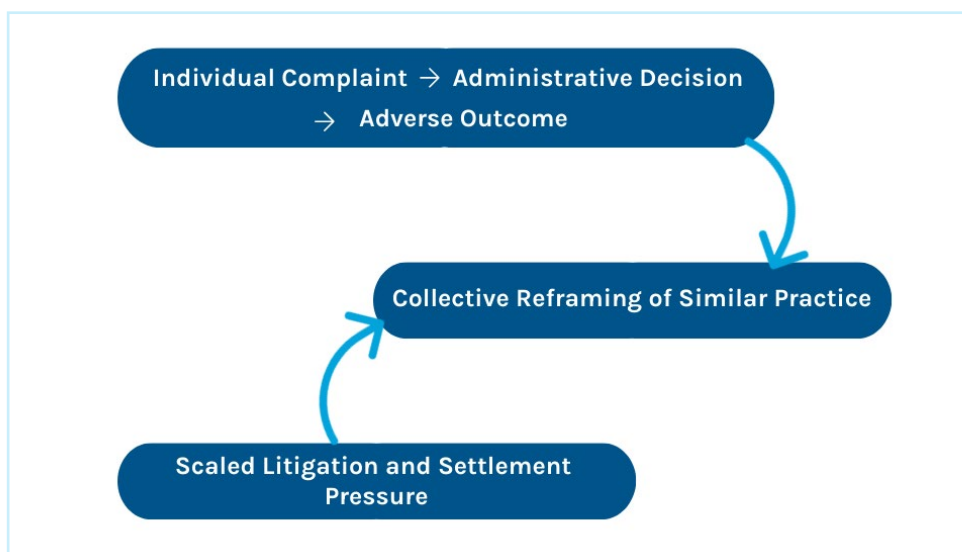 Individual Complaint → Administrative Decision
→ Adverse Outcome
Collective Reframing of Similar Practice
Scaled Litigation and Settlement
Pressure